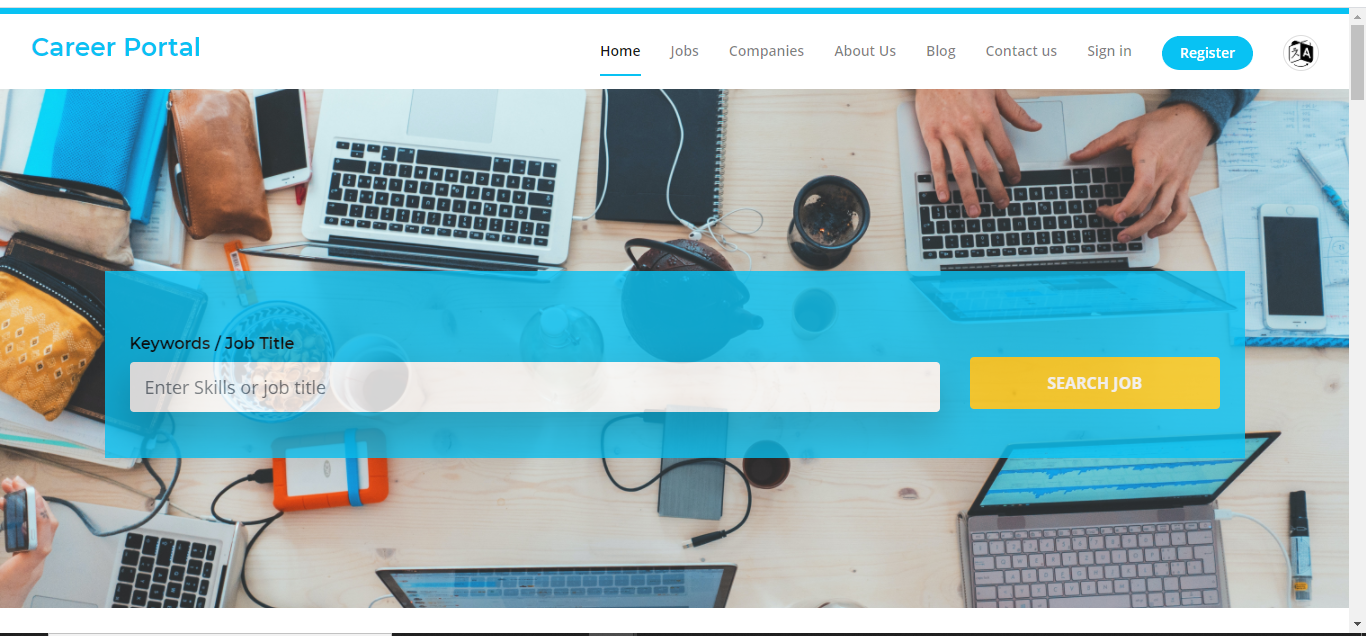 Career Portal
Home Jobs Companies About Us Blog Contact us Sign in Register
A
Keywords / Job Title
Enter Skills or job title
SEARCH JOB